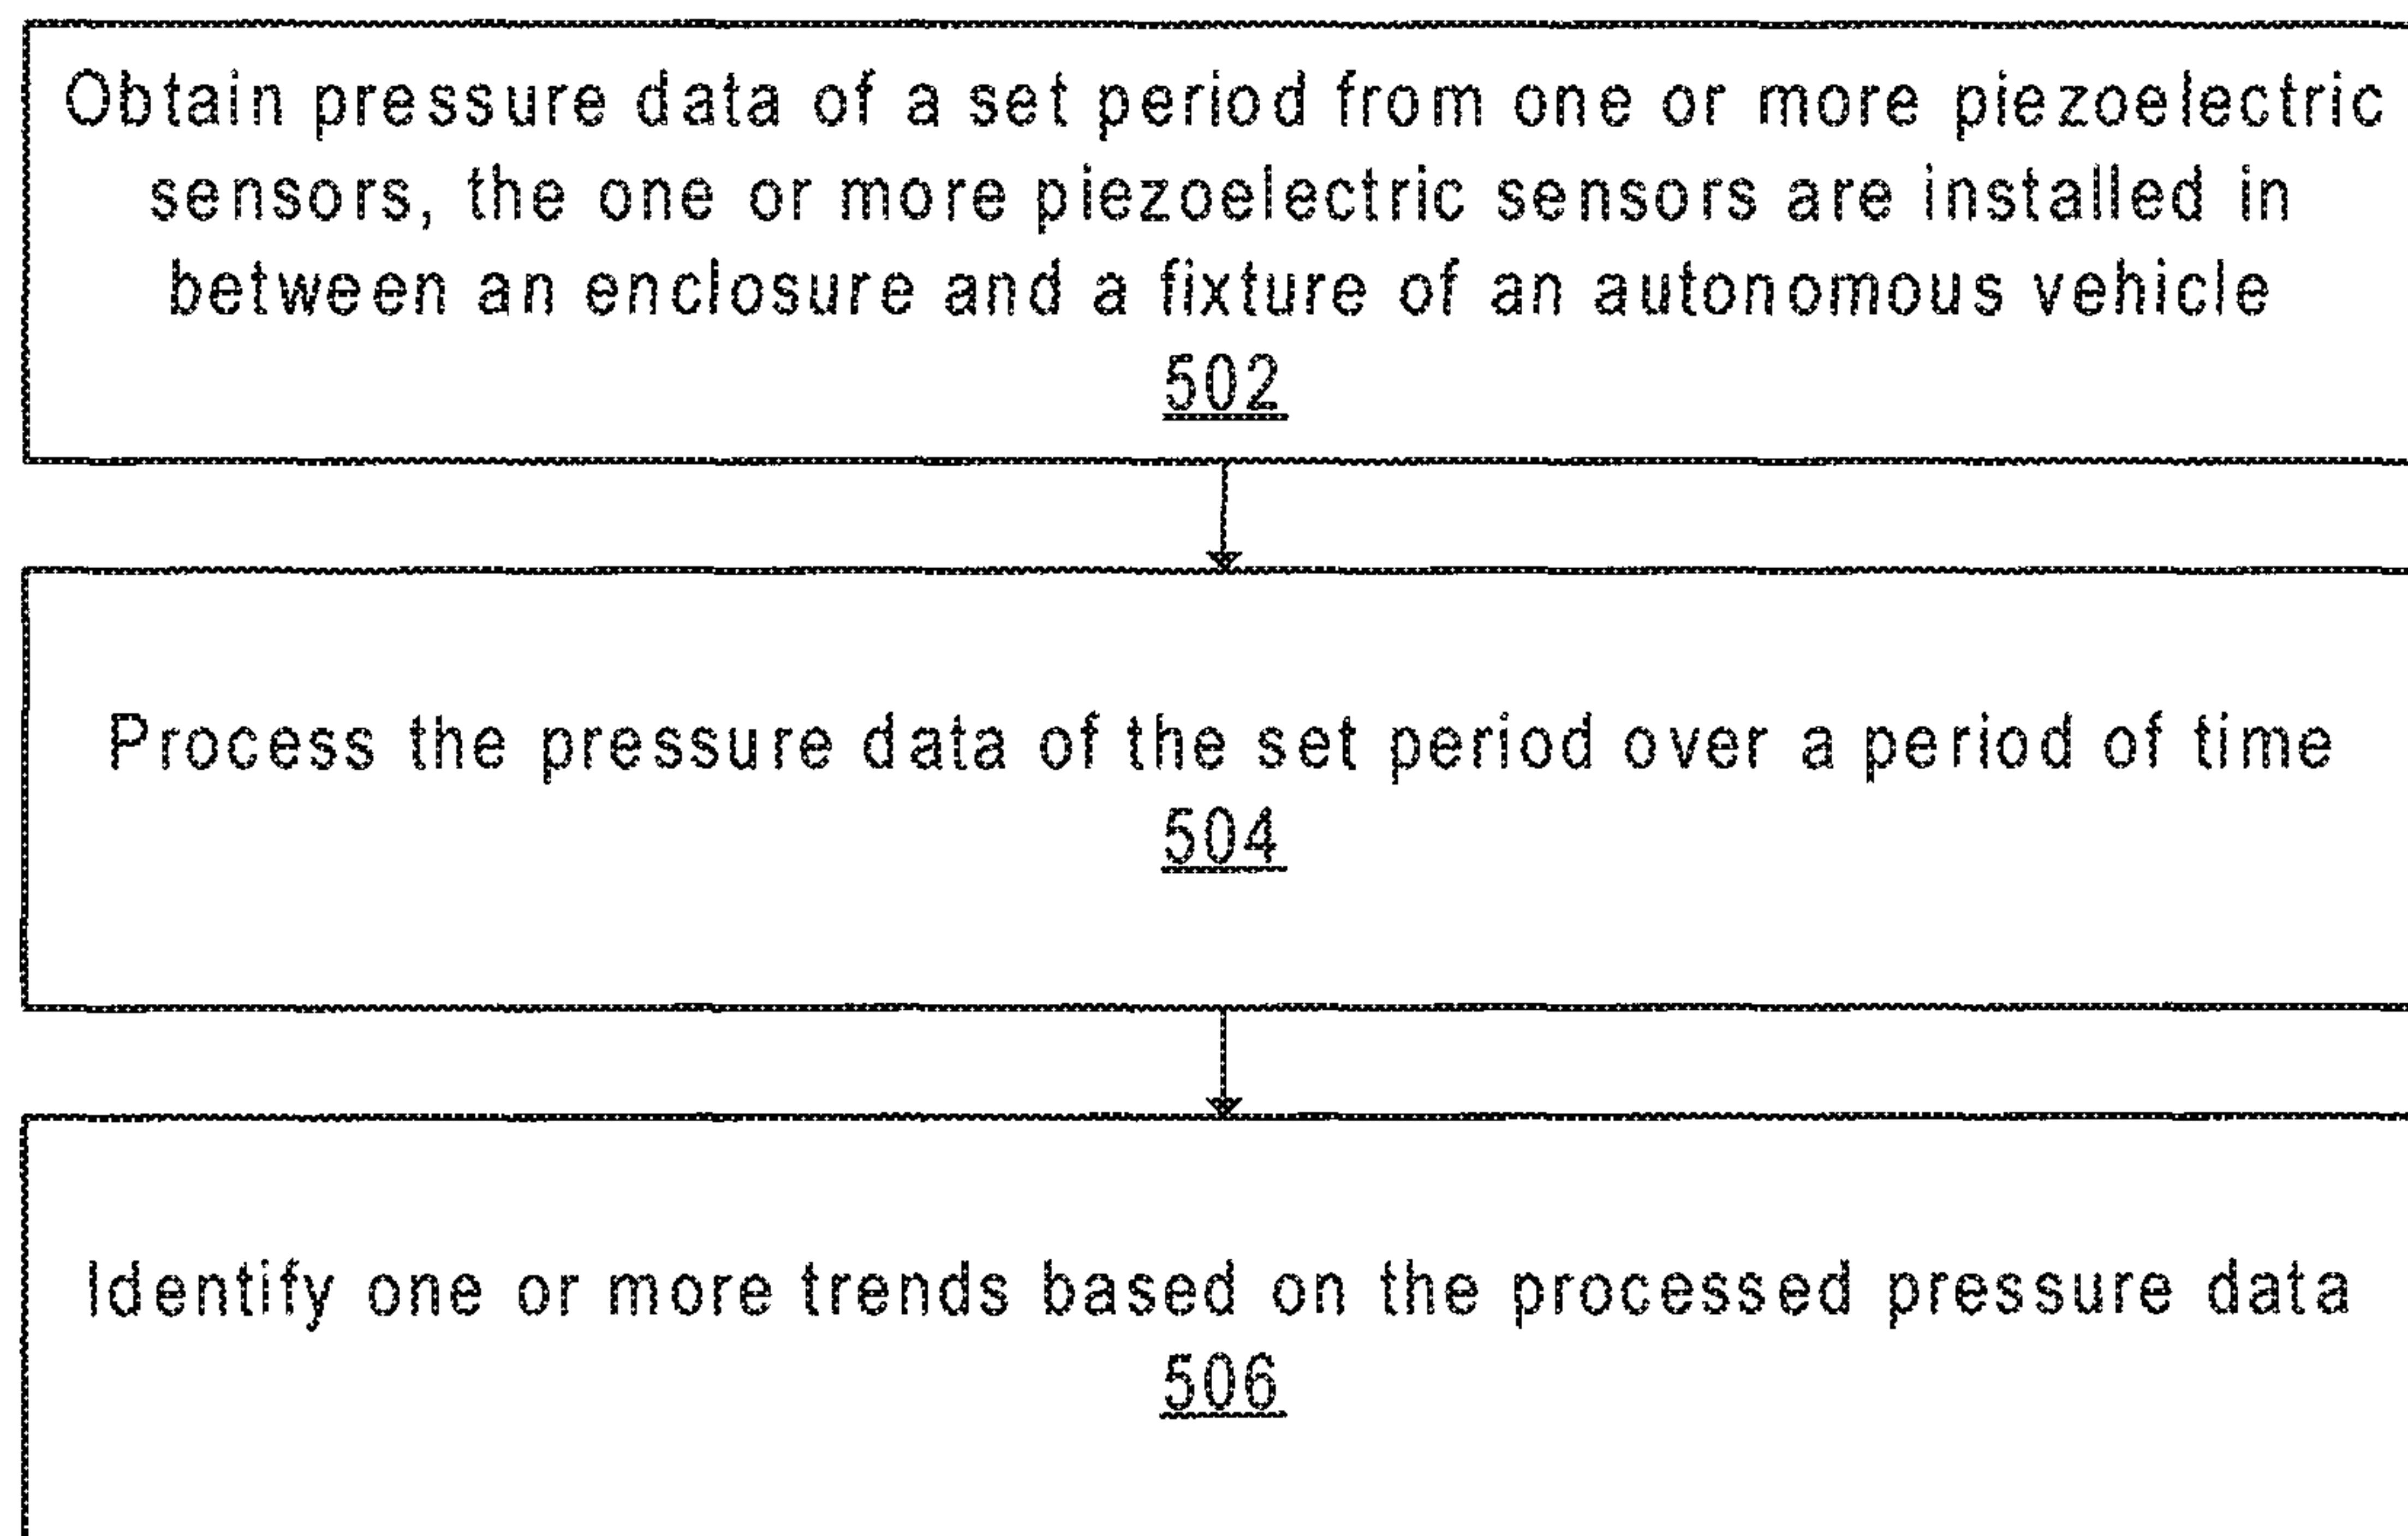 Obtain pressure data of a set period from one or more piezoelectric
sensors, the one or more piezoelectric sensors are installed in
between an enclosure and a fixture of an autonomous vehicle
502
Process the pressure data of the set period over a period of time
504
Identify one or more trends based on the processed pressure data
506